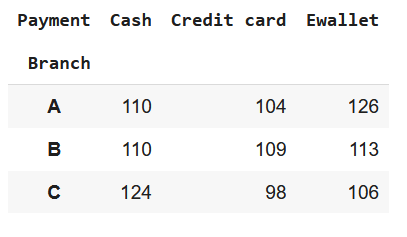 Payment Cash Credit card Ewallet
Branch
A 110 104 126
B 110 109 113
C 124 98 106